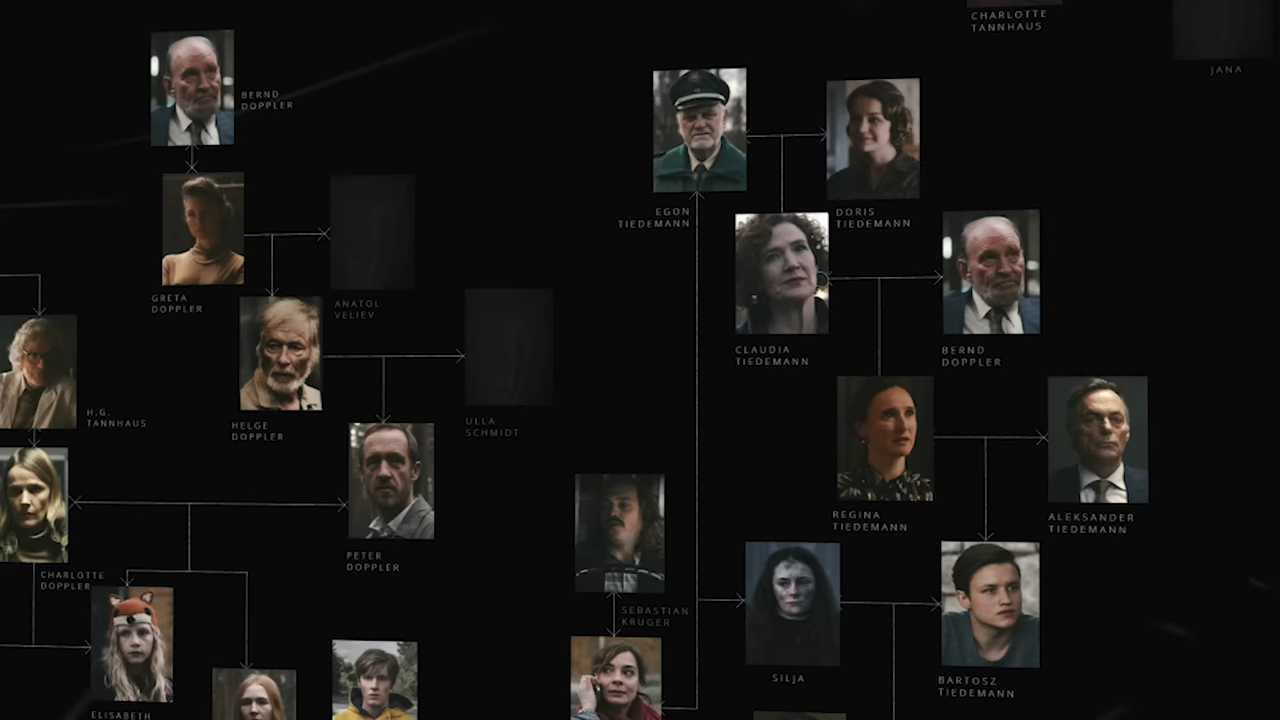 CHARLOTTE
TANNHAUS
JANA
BERND
DOPPLER
EGON
TIEDEMANN
DORIS
TIEDEMANN
GRETA
DOPPLER
ANATOL
VELIEV
CLAUDIA
TIEDEMANN
BERND
DOPPLER
H.G.
TANNHAUS
HELGE
DOPPLER
ULLA
SCHMIDT
REGINA
TIEDEMANN
ALEKSANDER
TIEDEMANN
PETER
DOPPLER
CHARLOTTE
DOPPLER
SEBASTIAN
KRUGER
SILJA
BARTOSZ
TIEDEMANN
ELISABETH